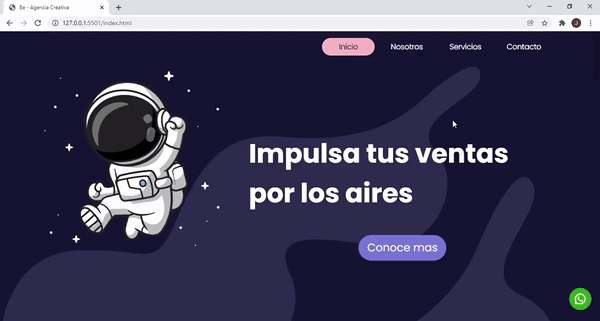 Be - Agencia Creativa
127.0.0.1:5501/index.html
J
Inicio
Nosotros
Servicios
Contacto
Impulsa tus ventas
por los aires
Conoce mas